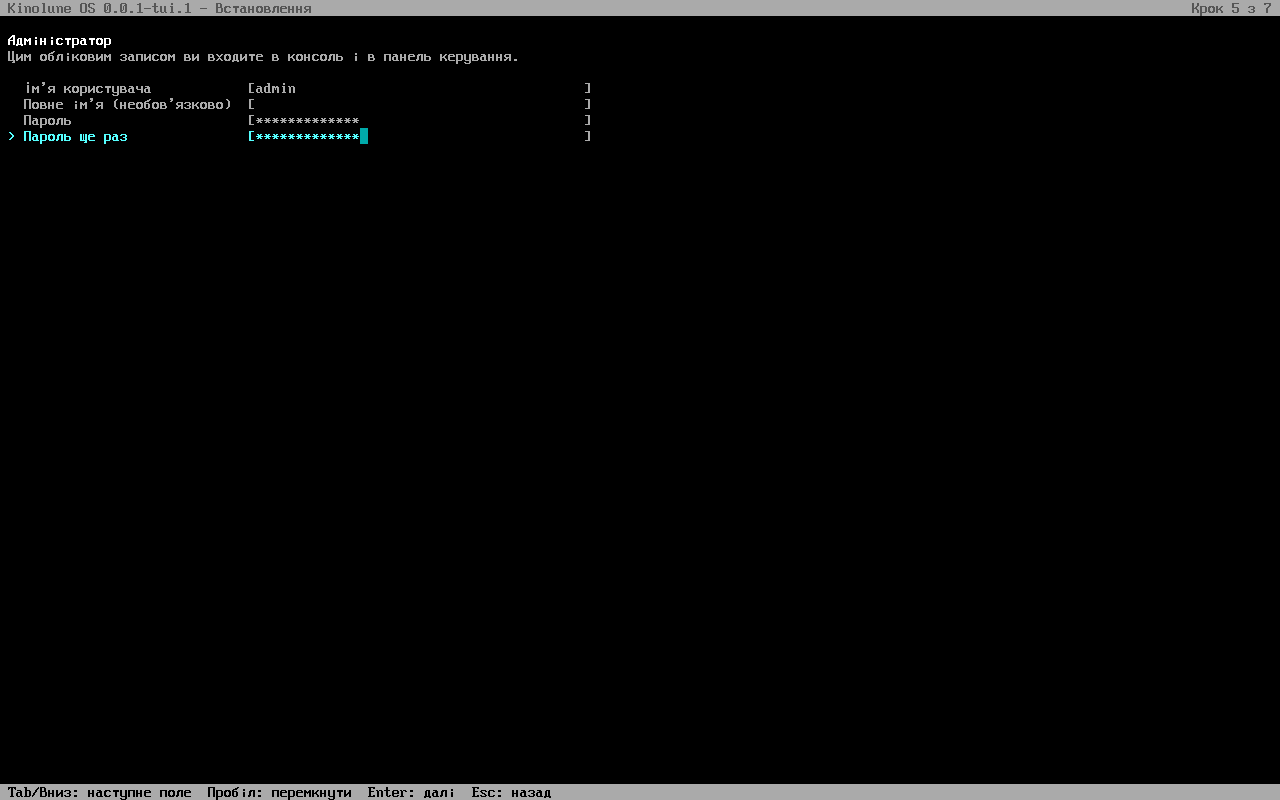 Kinolune OS 0.0.1-tui.1 - Встановлення Крок 5 з 7
Адміністратор
Цим обліковим записом ви входите в консоль і в панель керування.
Ім'я користувача [admin ]
Повне ім'я (необов'язково) [ ]
Пароль [************* ]
> Пароль ще раз [************* ]
Tab/Вниз: наступне поле Пробіл: перемкнути Enter: далі Esc: назад